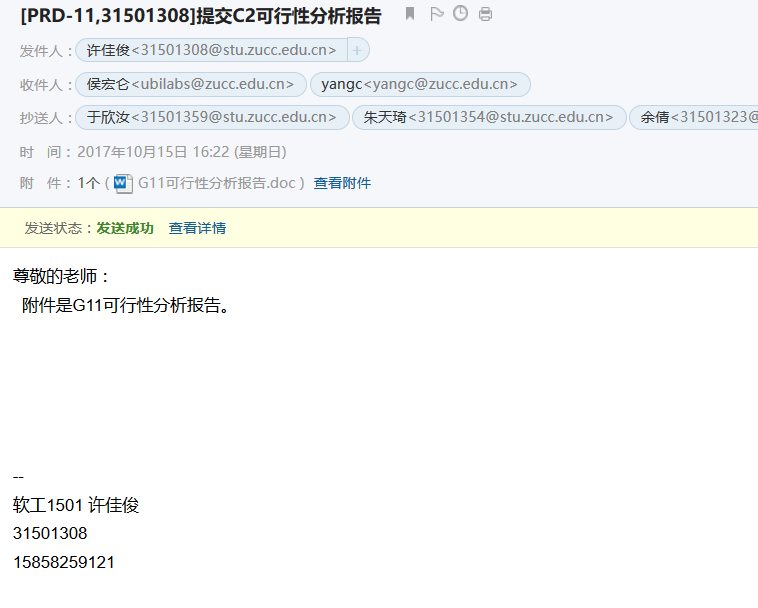 [PRD-11,31501308]提交C2可行性分析报告
发件人：许佳俊<31501308@stu.zucc.edu.cn> +
收件人：侯宏仑<ubilabs@zucc.edu.cn> yangc<yangc@zucc.edu.cn>
抄送人：于欣汝<31501359@stu.zucc.edu.cn> 朱天琦<31501354@stu.zucc.edu.cn> 余倩<31501323@
时 间：2017年10月15日 16:22 (星期日)
附 件：1个 ( G11可行性分析报告.doc ) 查看附件
发送状态：发送成功 查看详情
尊敬的老师：
附件是G11可行性分析报告。
--
软工1501 许佳俊
31501308
15858259121